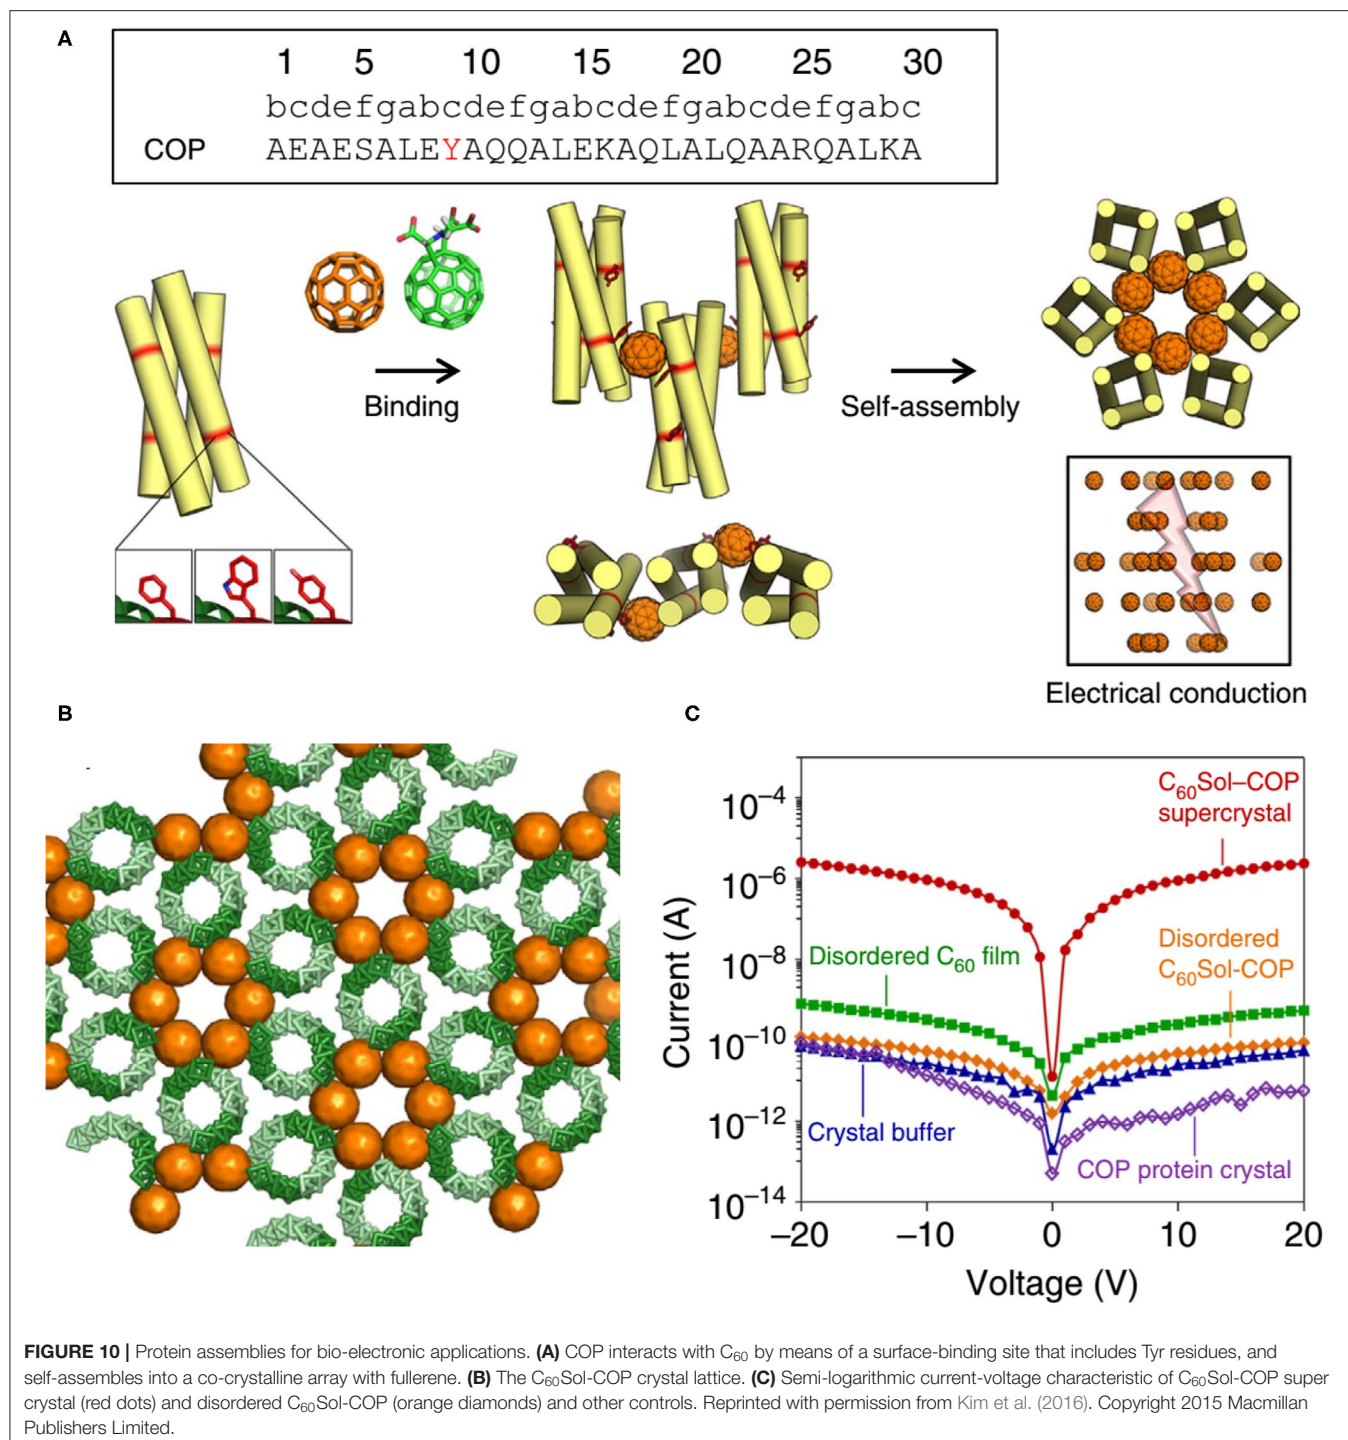 A
1 5 10 15 20 25 30
bcdefgabcdefgabcdefgabcdefgabc
COP AEAESALEYAQQALEKAQLALQAARQALKA
Binding
Self-assembly
Electrical conduction
B
C
C60Sol–COP
supercrystal
Disordered C60 film
Disordered
C60Sol-COP
Crystal buffer
COP protein crystal
Current (A)
10–4
10–6
10–8
10–10
10–12
10–14
–20 –10 0 10 20
Voltage (V)
FIGURE 10 | Protein assemblies for bio-electronic applications. (A) COP interacts with C60 by means of a surface-binding site that includes Tyr residues, and
self-assembles into a co-crystalline array with fullerene. (B) The C60Sol-COP crystal lattice. (C) Semi-logarithmic current-voltage characteristic of C60Sol-COP super
crystal (red dots) and disordered C60Sol-COP (orange diamonds) and other controls. Reprinted with permission from Kim et al. (2016). Copyright 2015 Macmillan
Publishers Limited.